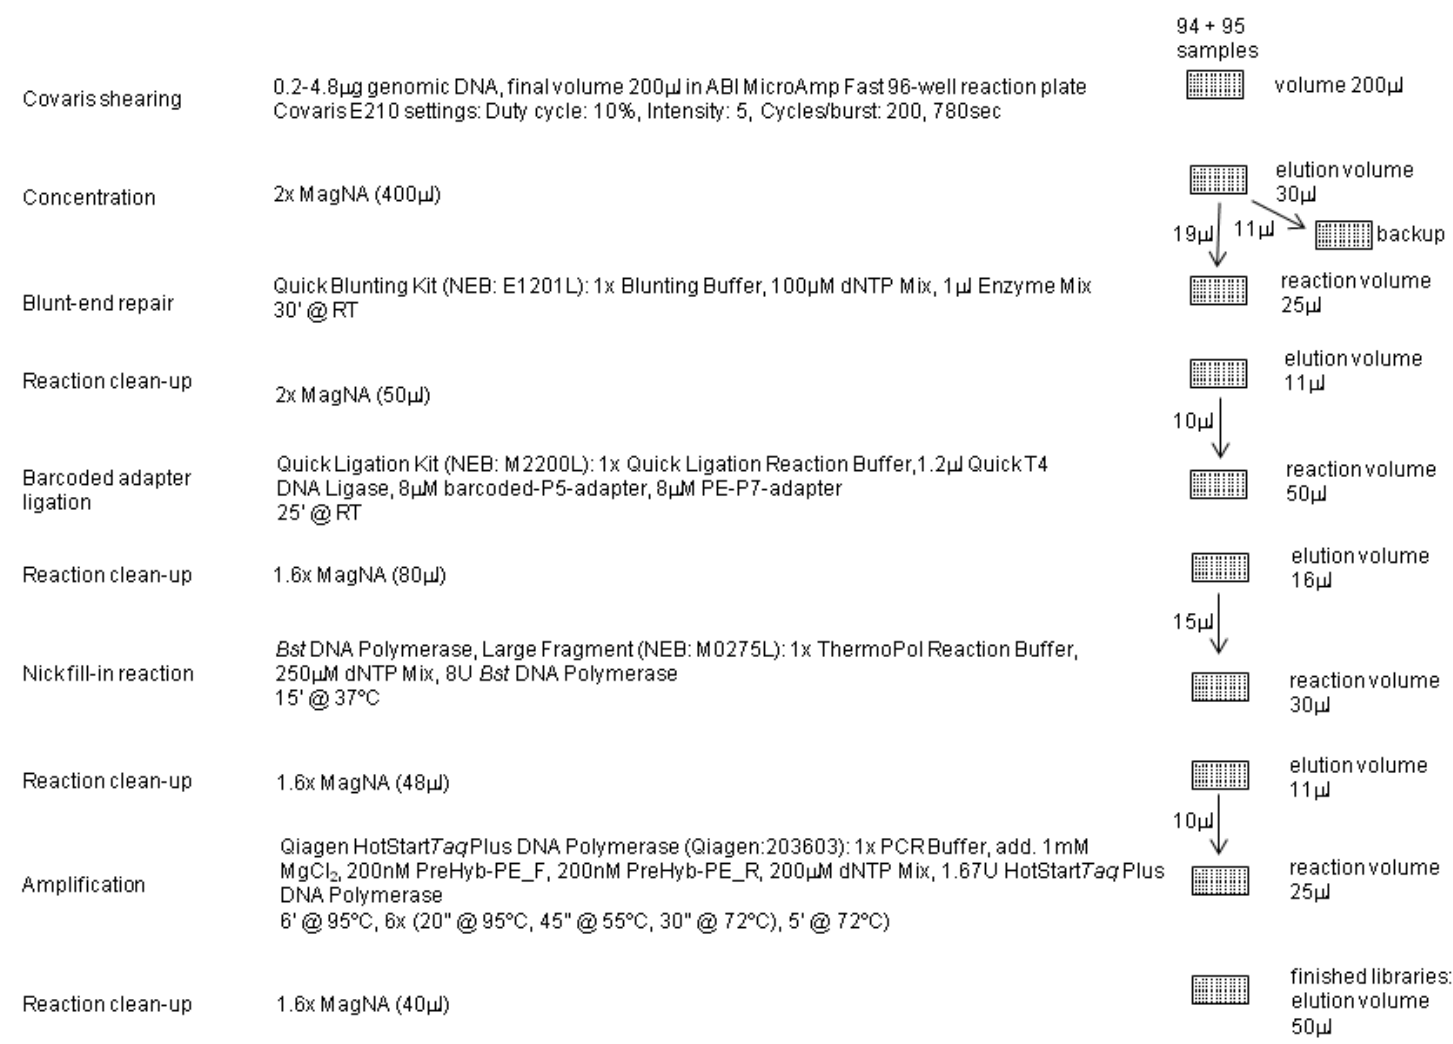 94 + 95
samples
Covaris shearing
0.2-4.8µg genomic DNA, final volume 200µl in ABI MicroAmp Fast 96-well reaction plate
Covaris E210 settings: Duty cycle: 10%, Intensity: 5, Cycles/burst: 200, 780sec
volume 200µl
Concentration
2x MagNA (400µl)
elution volume
30µl
19µl
11µl
backup
Blunt-end repair
Quick Blunting Kit (NEB: E1201L): 1x Blunting Buffer, 100µM dNTP Mix, 1µl Enzyme Mix
30' @ RT
reaction volume
25µl
Reaction clean-up
2x MagNA (50µl)
elution volume
11µl
10µl
Barcoded adapter
ligation
Quick Ligation Kit (NEB: M2200L): 1x Quick Ligation Reaction Buffer,1.2µl Quick T4
DNA Ligase, 8µM barcoded-P5-adapter, 8µM PE-P7-adapter
25' @ RT
reaction volume
50µl
Reaction clean-up
1.6x MagNA (80µl)
elution volume
16µl
15µl
Nick fill-in reaction
Bst DNA Polymerase, Large Fragment (NEB: M0275L): 1x ThermoPol Reaction Buffer,
250µM dNTP Mix, 8U Bst DNA Polymerase
15' @ 37°C
reaction volume
30µl
Reaction clean-up
1.6x MagNA (48µl)
elution volume
11µl
10µl
Amplification
Qiagen HotStartTaq Plus DNA Polymerase (Qiagen:203603): 1x PCR Buffer, add. 1mM
MgCl₂, 200nM PreHyb-PE_F, 200nM PreHyb-PE_R, 200µM dNTP Mix, 1.67U HotStartTaq Plus
DNA Polymerase
6' @ 95°C, 6x (20" @ 95°C, 45" @ 55°C, 30" @ 72°C), 5' @ 72°C)
reaction volume
25µl
Reaction clean-up
1.6x MagNA (40µl)
finished libraries:
elution volume
50µl